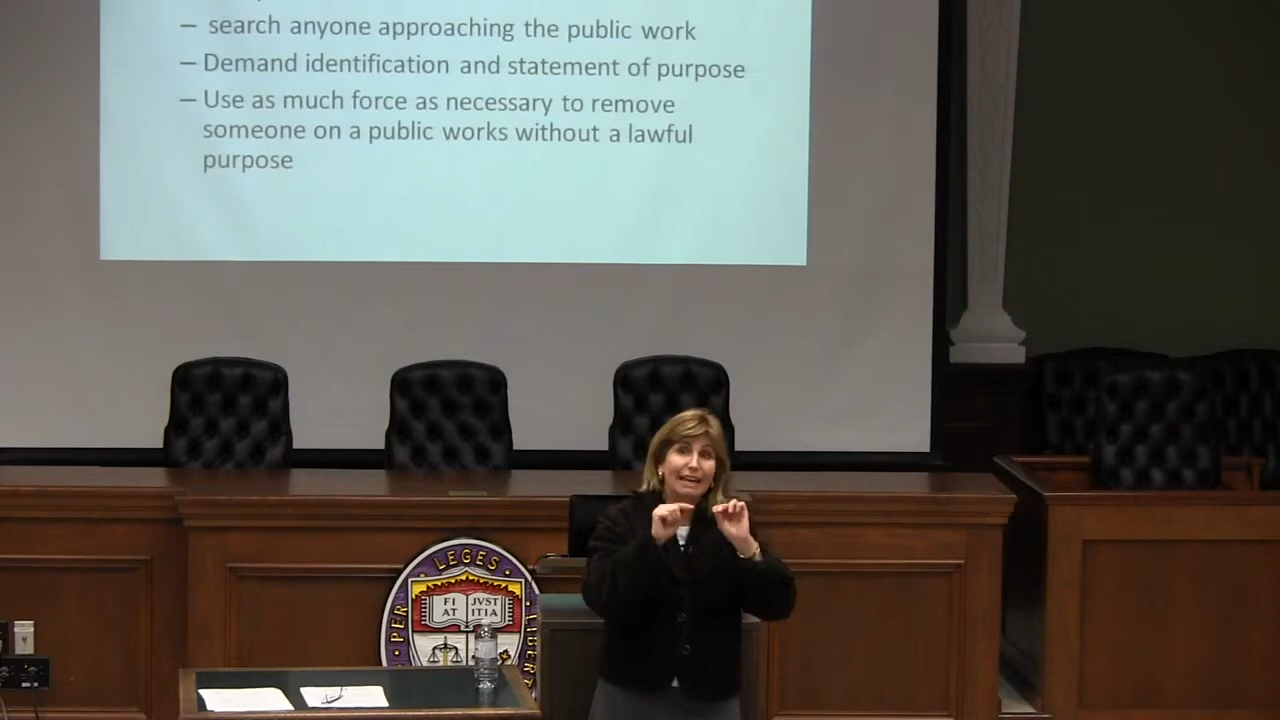 – search anyone approaching the public work
– Demand identification and statement of purpose
– Use as much force as necessary to remove
someone on a public works without a lawful
purpose
PER LEGES
FI JVST
AT ITIA